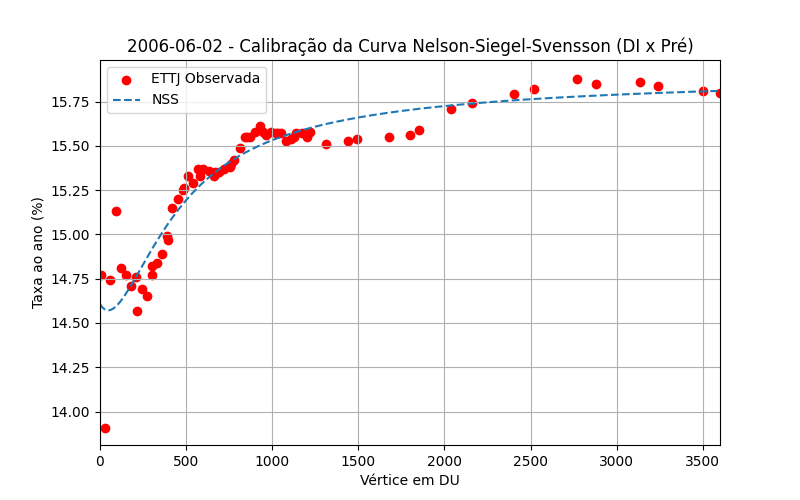 2006-06-02 - Calibração da Curva Nelson-Siegel-Svensson (DI x Pré)
ETTJ Observada
NSS
Taxa ao ano (%)
15.75
15.50
15.25
15.00
14.75
14.50
14.25
14.00
0 500 1000 1500 2000 2500 3000 3500
Vértice em DU